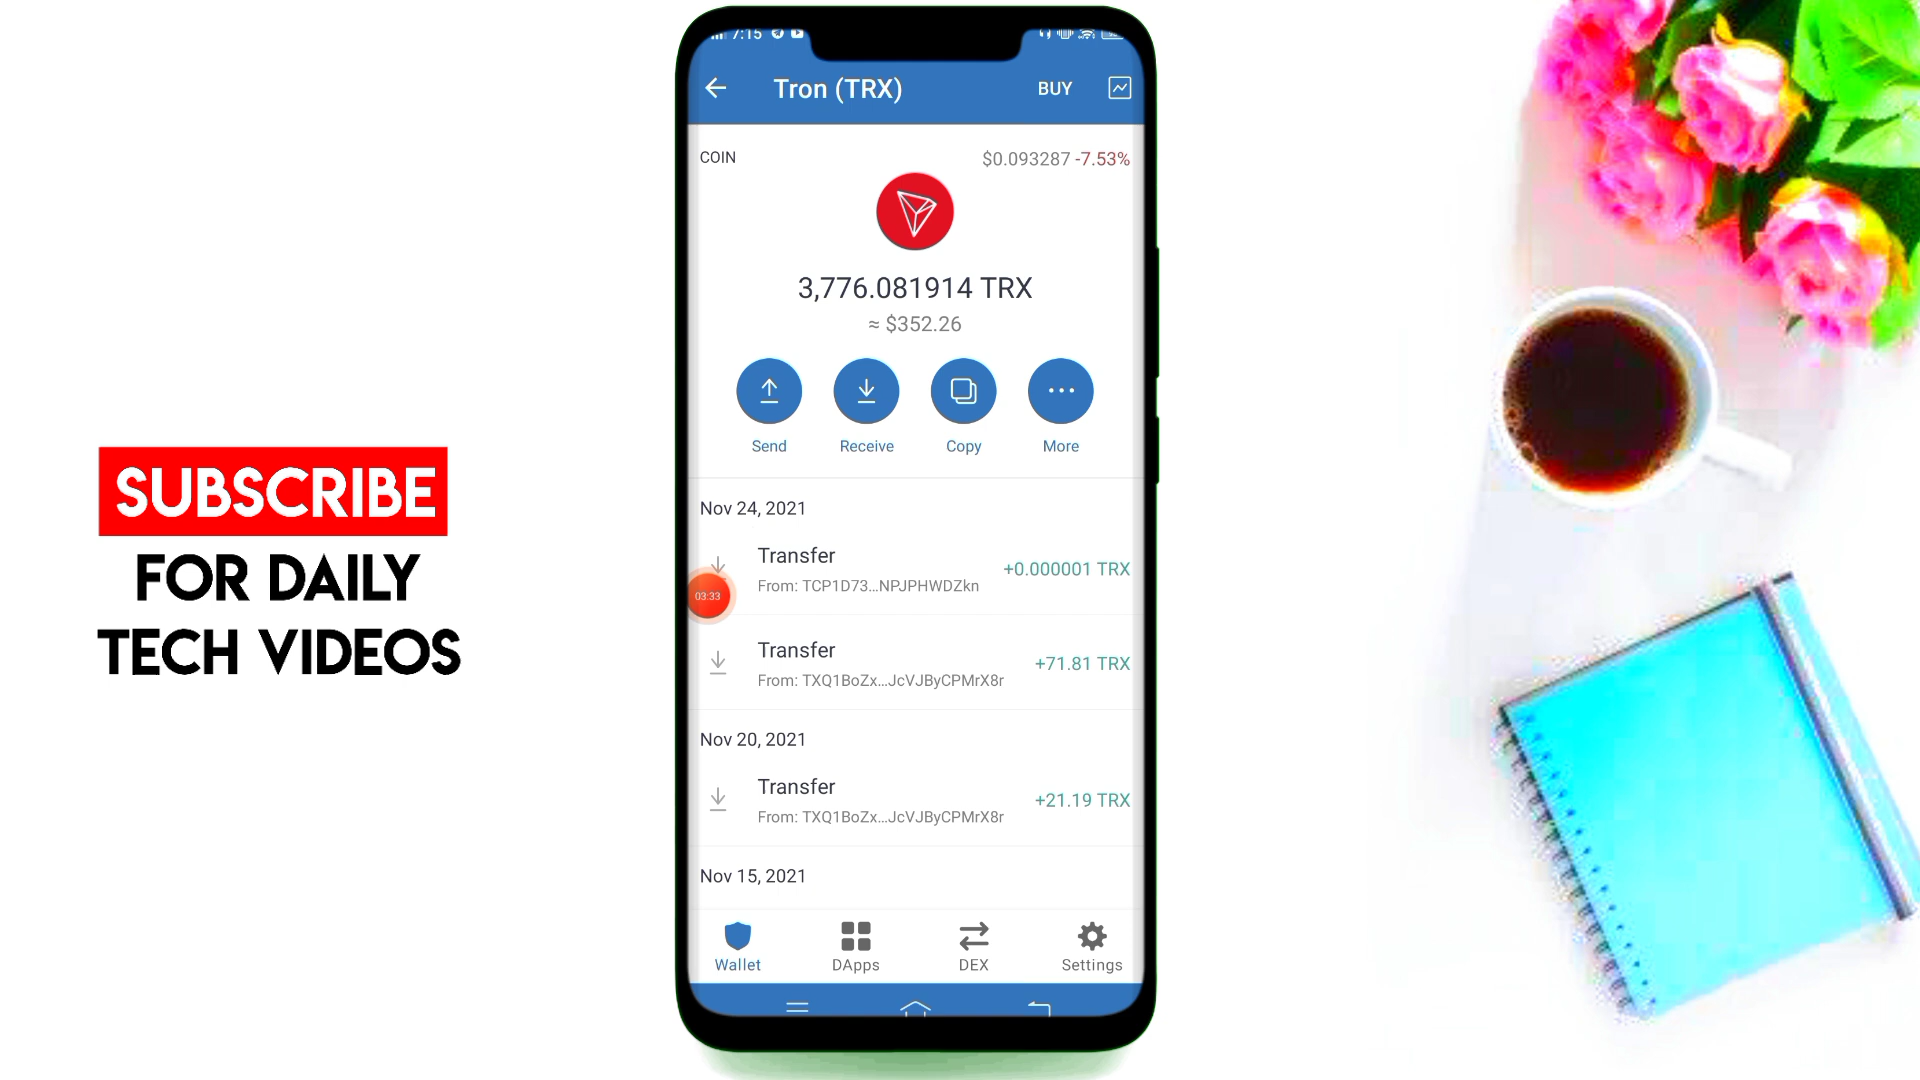 7:15
Tron (TRX)
BUY
COIN
$0.093287 -7.53%
3,776.081914 TRX
≈ $352.26
Send
Receive
Copy
More
Nov 24, 2021
Transfer
+0.000001 TRX
From: TCP1D73...NPJPHWDZkn
03:33
Transfer
+71.81 TRX
From: TXQ1BoZx...JcVJByCPMrX8r
Nov 20, 2021
Transfer
+21.19 TRX
From: TXQ1BoZx...JcVJByCPMrX8r
Nov 15, 2021
Wallet
DApps
DEX
Settings
SUBSCRIBE
FOR DAILY
TECH VIDEOS